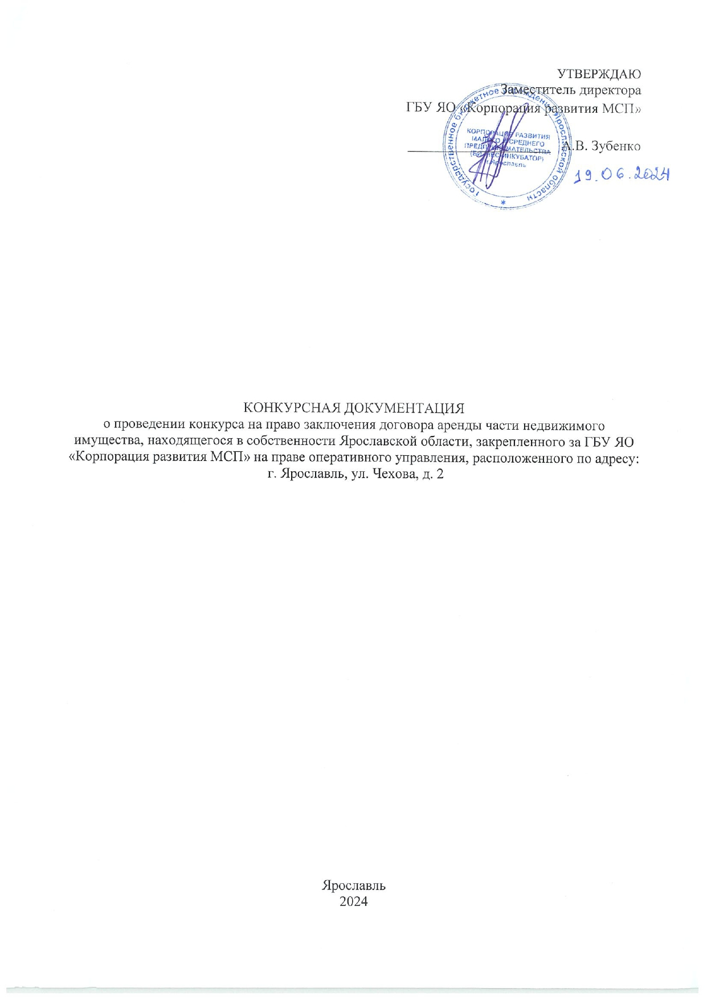 УТВЕРЖДАЮ
Заместитель директора
ГБУ ЯО «Корпорация развития МСП»
А.В. Зубенко
19.06.2024
Государственное бюджетное учреждение Ярославской области
КОРПОРАЦИЯ РАЗВИТИЯ
МАЛОГО И СРЕДНЕГО
ПРЕДПРИНИМАТЕЛЬСТВА
(БИЗНЕС-ИНКУБАТОР)
г.Ярославль
КОНКУРСНАЯ ДОКУМЕНТАЦИЯ
о проведении конкурса на право заключения договора аренды части недвижимого
имущества, находящегося в собственности Ярославской области, закрепленного за ГБУ ЯО
«Корпорация развития МСП» на праве оперативного управления, расположенного по адресу:
г. Ярославль, ул. Чехова, д. 2
Ярославль
2024